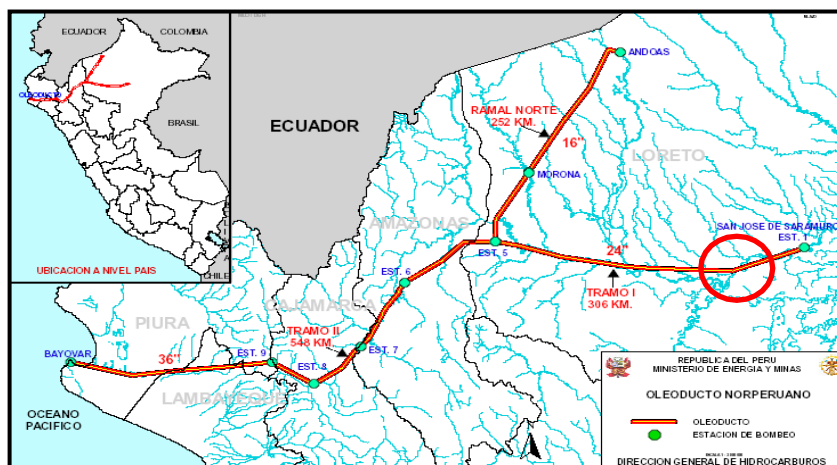 ECUADOR
COLOMBIA
OLEODUCTO
BRASIL
CHILE
UBICACION A NIVEL PAIS
ECUADOR
ANDOAS
RAMAL NORTE
252 KM.
16"
LORETO
MORONA
AMAZONAS
SAN JOSE DE SARAMURO
EST. 1
EST. 5
24"
TRAMO I
306 KM.
EST. 6
CAJAMARCA
PIURA
TRAMO II
548 KM.
EST. 7
BAYOVAR
36"
EST. 9
EST. 8
LAMBAYEQUE
OCEANO
PACIFICO
REPUBLICA DEL PERU
MINISTERIO DE ENERGIA Y MINAS
OLEODUCTO NORPERUANO
OLEODUCTO
ESTACION DE BOMBEO
DIRECCION GENERAL DE HIDROCARBUROS